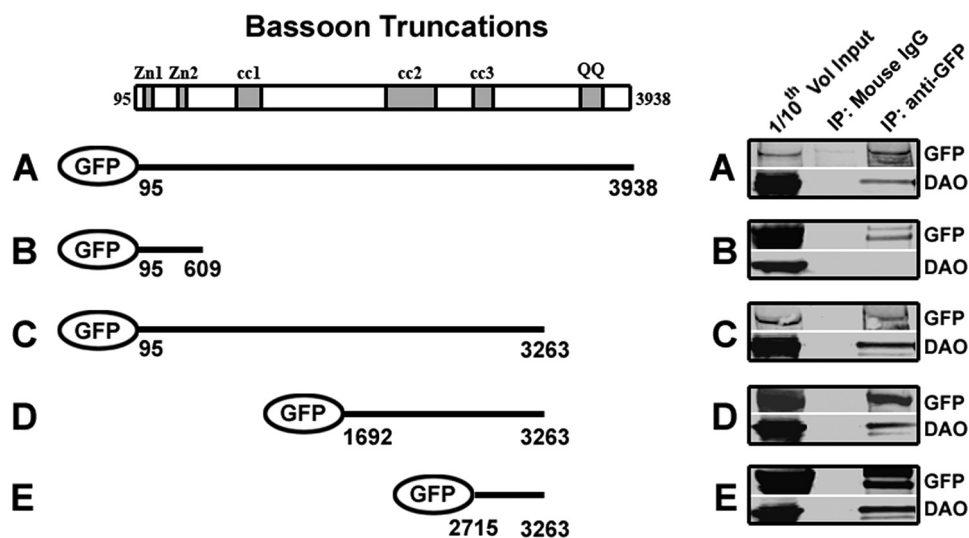 Bassoon Truncations
Zn1 Zn2 cc1 cc2 cc3 QQ
95 3938
A GFP 95 3938
B GFP 95 609
C GFP 95 3263
D GFP 1692 3263
E GFP 2715 3263
1/10th Vol Input
IP: Mouse IgG
IP: anti-GFP
A GFP
DAO
B GFP
DAO
C GFP
DAO
D GFP
DAO
E GFP
DAO